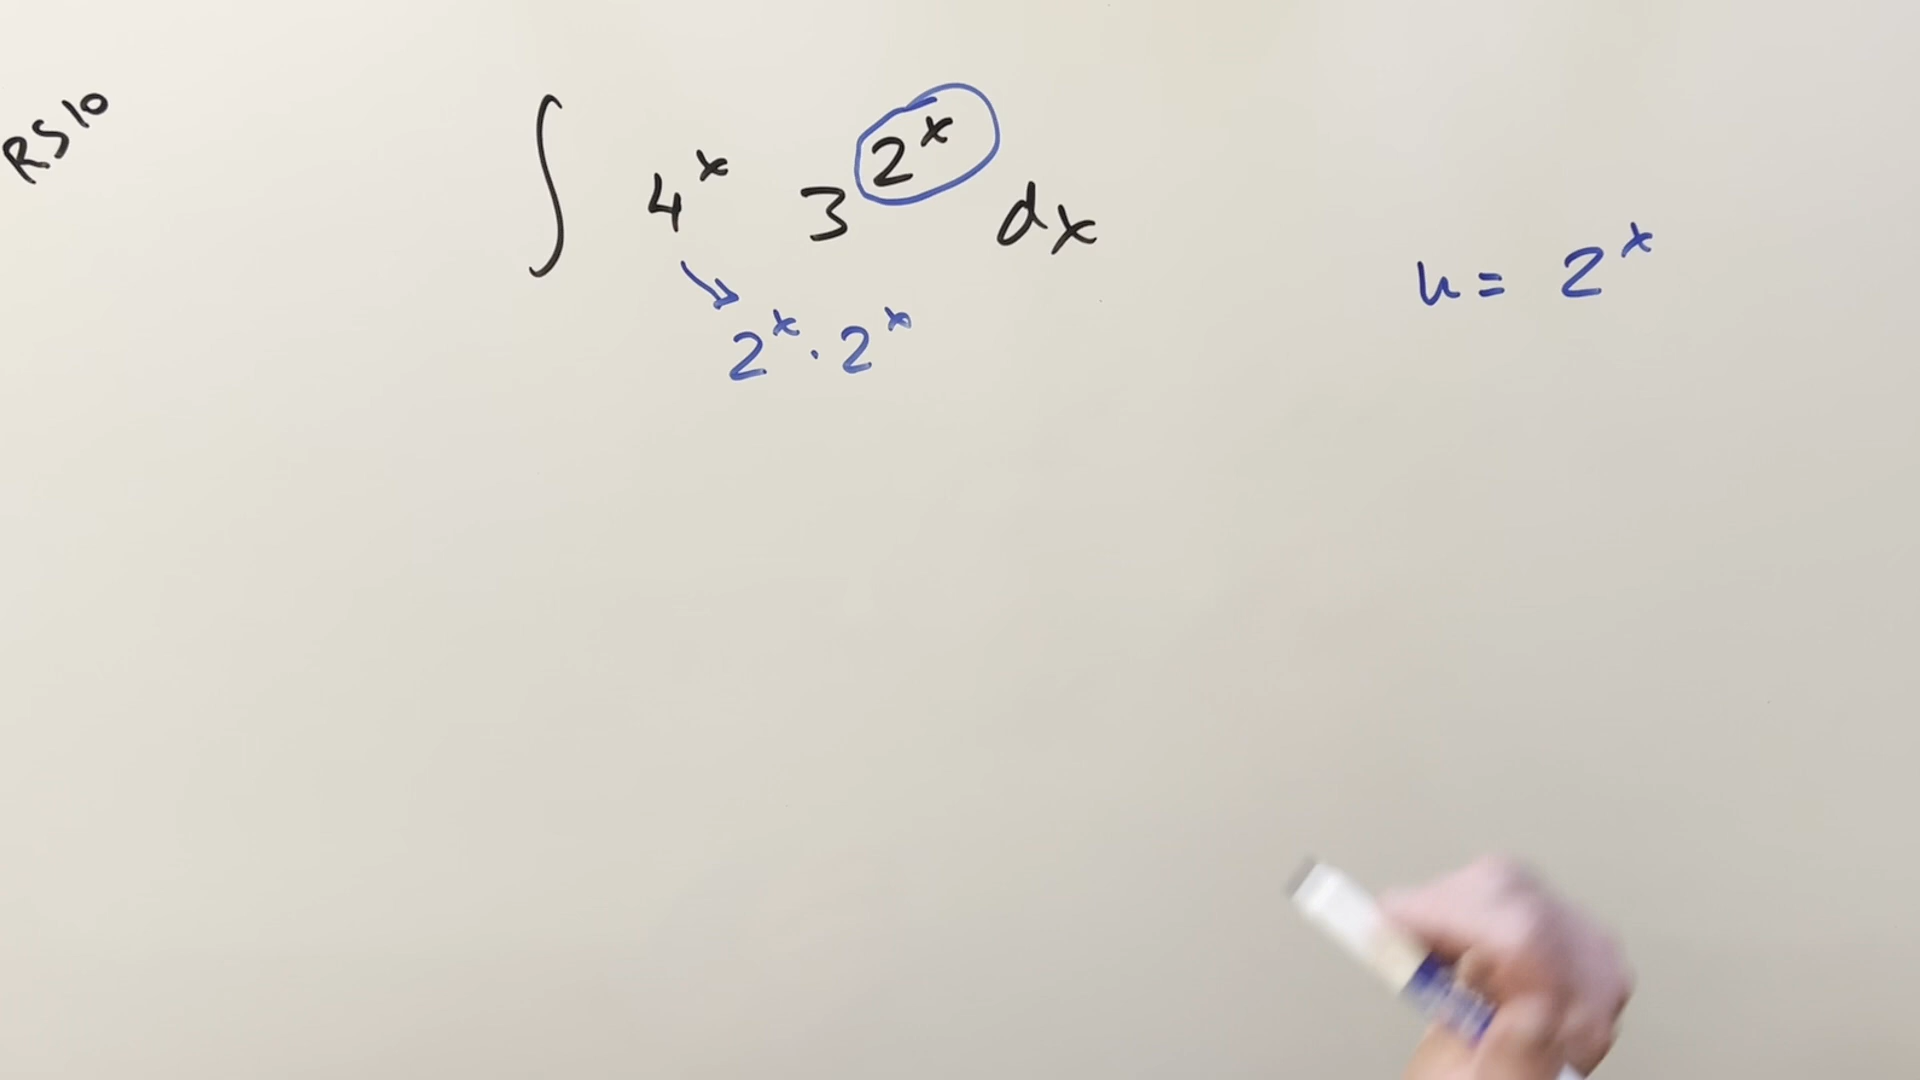 RS10
∫ 4^x 3^{2^x} dx
u = 2^x
2^x · 2^x